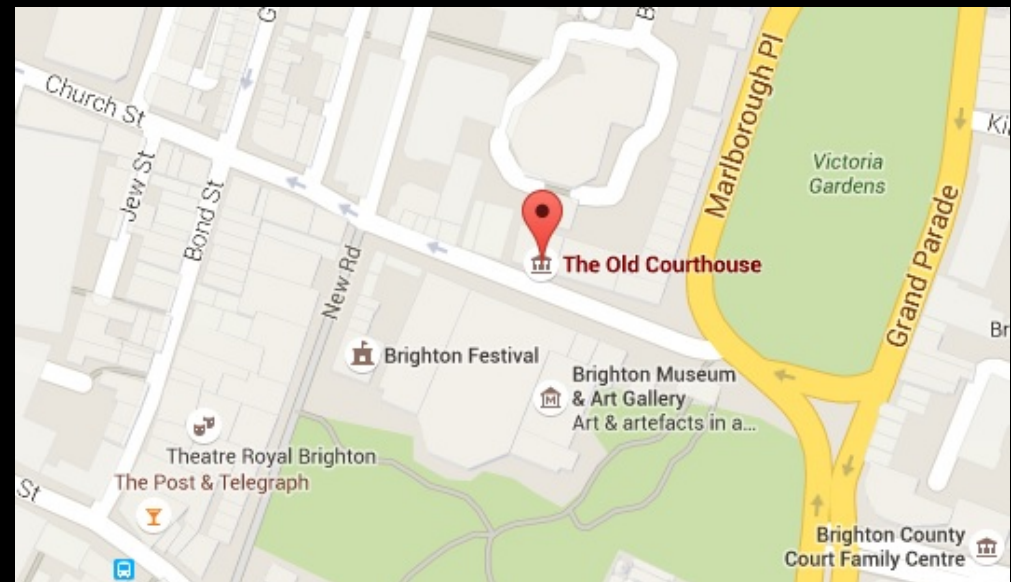 Church St
Jew St
Bond St
New Rd
Marlborough Pl
Victoria
Gardens
Grand Parade
The Old Courthouse
Brighton Festival
Brighton Museum
& Art Gallery
Art & artefacts in a...
Theatre Royal Brighton
The Post & Telegraph
St
Brighton County
Court Family Centre
Br